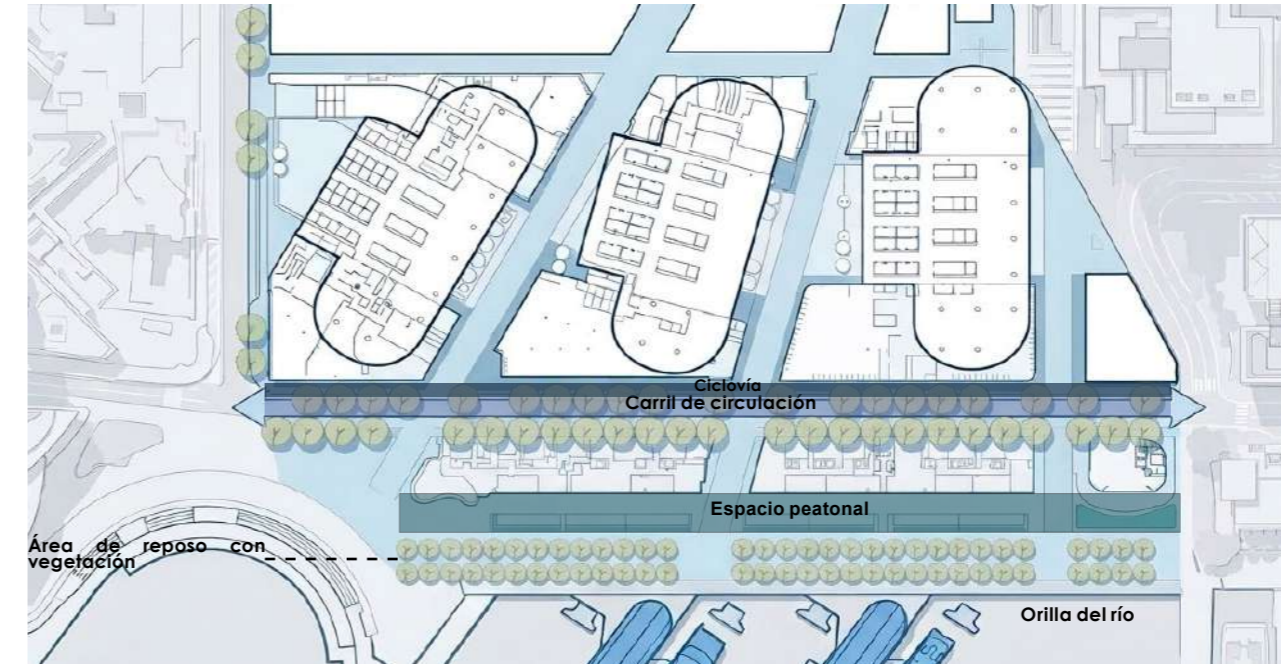 Ciclovía
Carril de circulación
Espacio peatonal
Área de reposo con
vegetación
Orilla del río